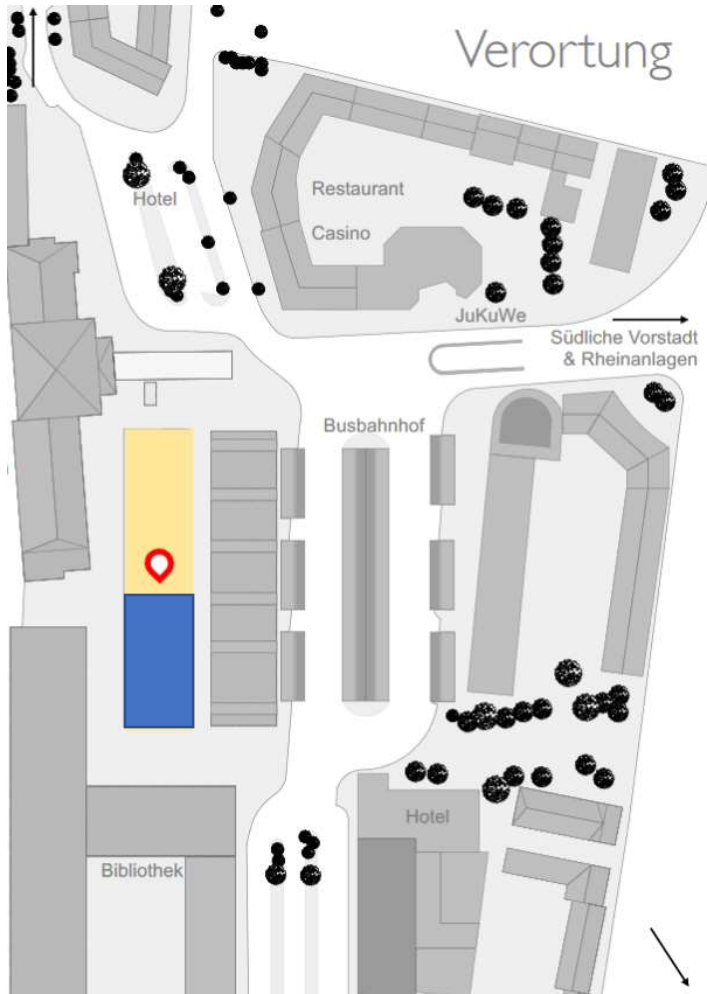 Verortung
Hotel
Restaurant
Casino
JuKuWe
Südliche Vorstadt
& Rheinanlagen
Busbahnhof
Hotel
Bibliothek